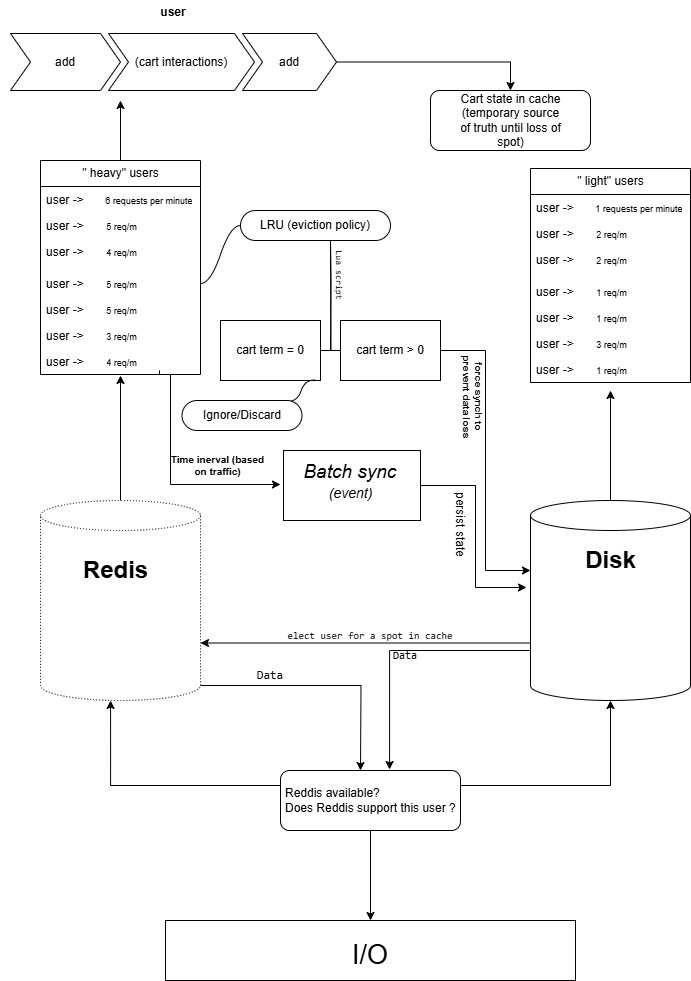 user
add
(cart interactions)
add
Cart state in cache
(temporary source
of truth until loss of
spot)
" heavy" users
user -> 6 requests per minute
user -> 5 req/m
user -> 4 req/m
user -> 5 req/m
user -> 5 req/m
user -> 3 req/m
user -> 4 req/m
" light" users
user -> 1 requests per minute
user -> 2 req/m
user -> 2 req/m
user -> 1 req/m
user -> 1 req/m
user -> 3 req/m
user -> 1 req/m
LRU (eviction policy)
Lua script
cart term = 0
cart term > 0
Ignore/Discard
force synch to
prevent data loss
Time inerval (based
on traffic)
Batch sync
(event)
persist state
Redis
Disk
elect user for a spot in cache
Data
Data
Reddis available?
Does Reddis support this user ?
I/O